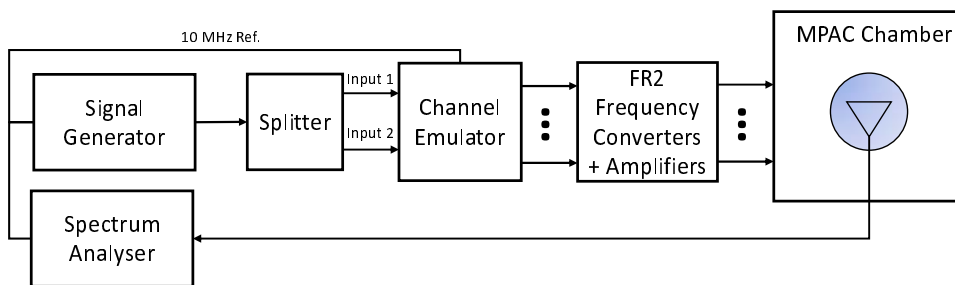 10 MHz Ref.
Signal
Generator
Splitter
Input 1
Input 2
Channel
Emulator
FR2
Frequency
Converters
+ Amplifiers
MPAC Chamber
Spectrum
Analyser